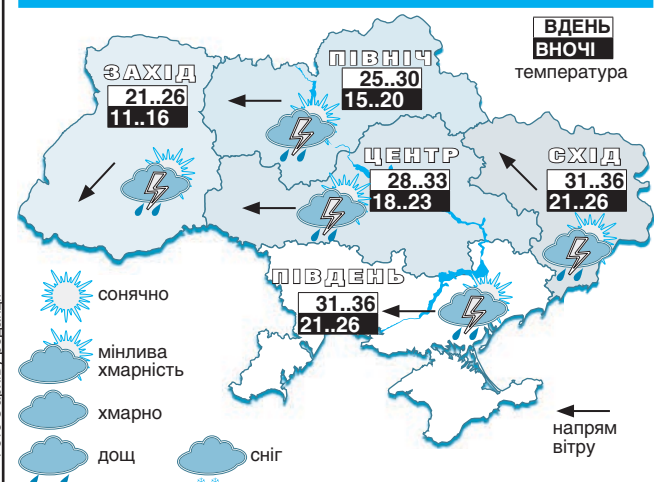 ВДЕНЬ
ВНОЧІ
температура
ПІВНІЧ
25..30
15..20
ЗАХІД
21..26
11..16
ЦЕНТР
28..33
18..23
СХІД
31..36
21..26
ПІВДЕНЬ
31..36
21..26
сонячно
мінлива
хмарність
хмарно
дощ
сніг
напрям
вітру